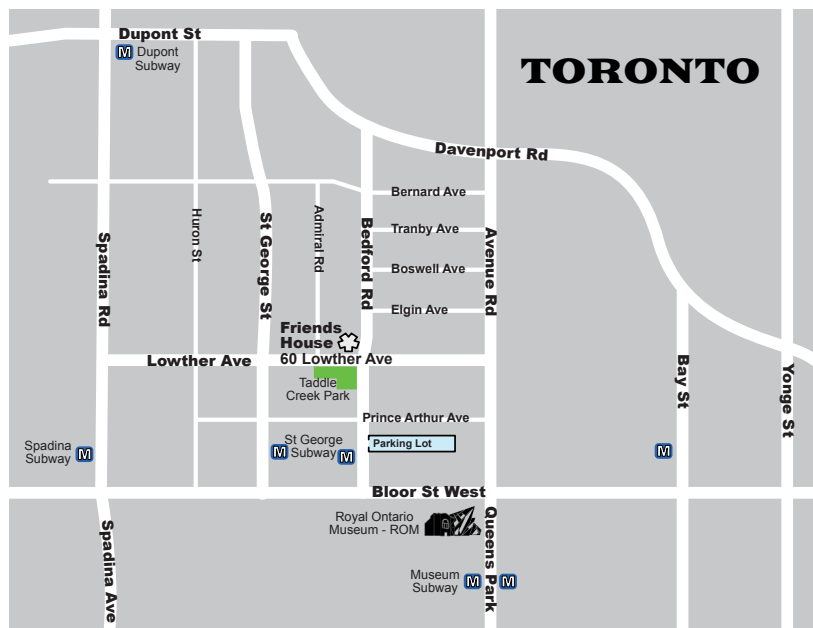 Dupont St
M
Dupont
Subway
TORONTO
Davenport Rd
Bernard Ave
Tranby Ave
Boswell Ave
Elgin Ave
Spadina Rd
Huron St
St George St
Admiral Rd
Bedford Rd
Avenue Rd
Friends
House
60 Lowther Ave
Lowther Ave
Taddle
Creek Park
Bay St
Yonge St
Prince Arthur Ave
Spadina
Subway
M
M
St George
Subway
M
Parking Lot
M
Bloor St West
Royal Ontario
Museum - ROM
Queens Park
Spadina Ave
Museum
Subway
M
M